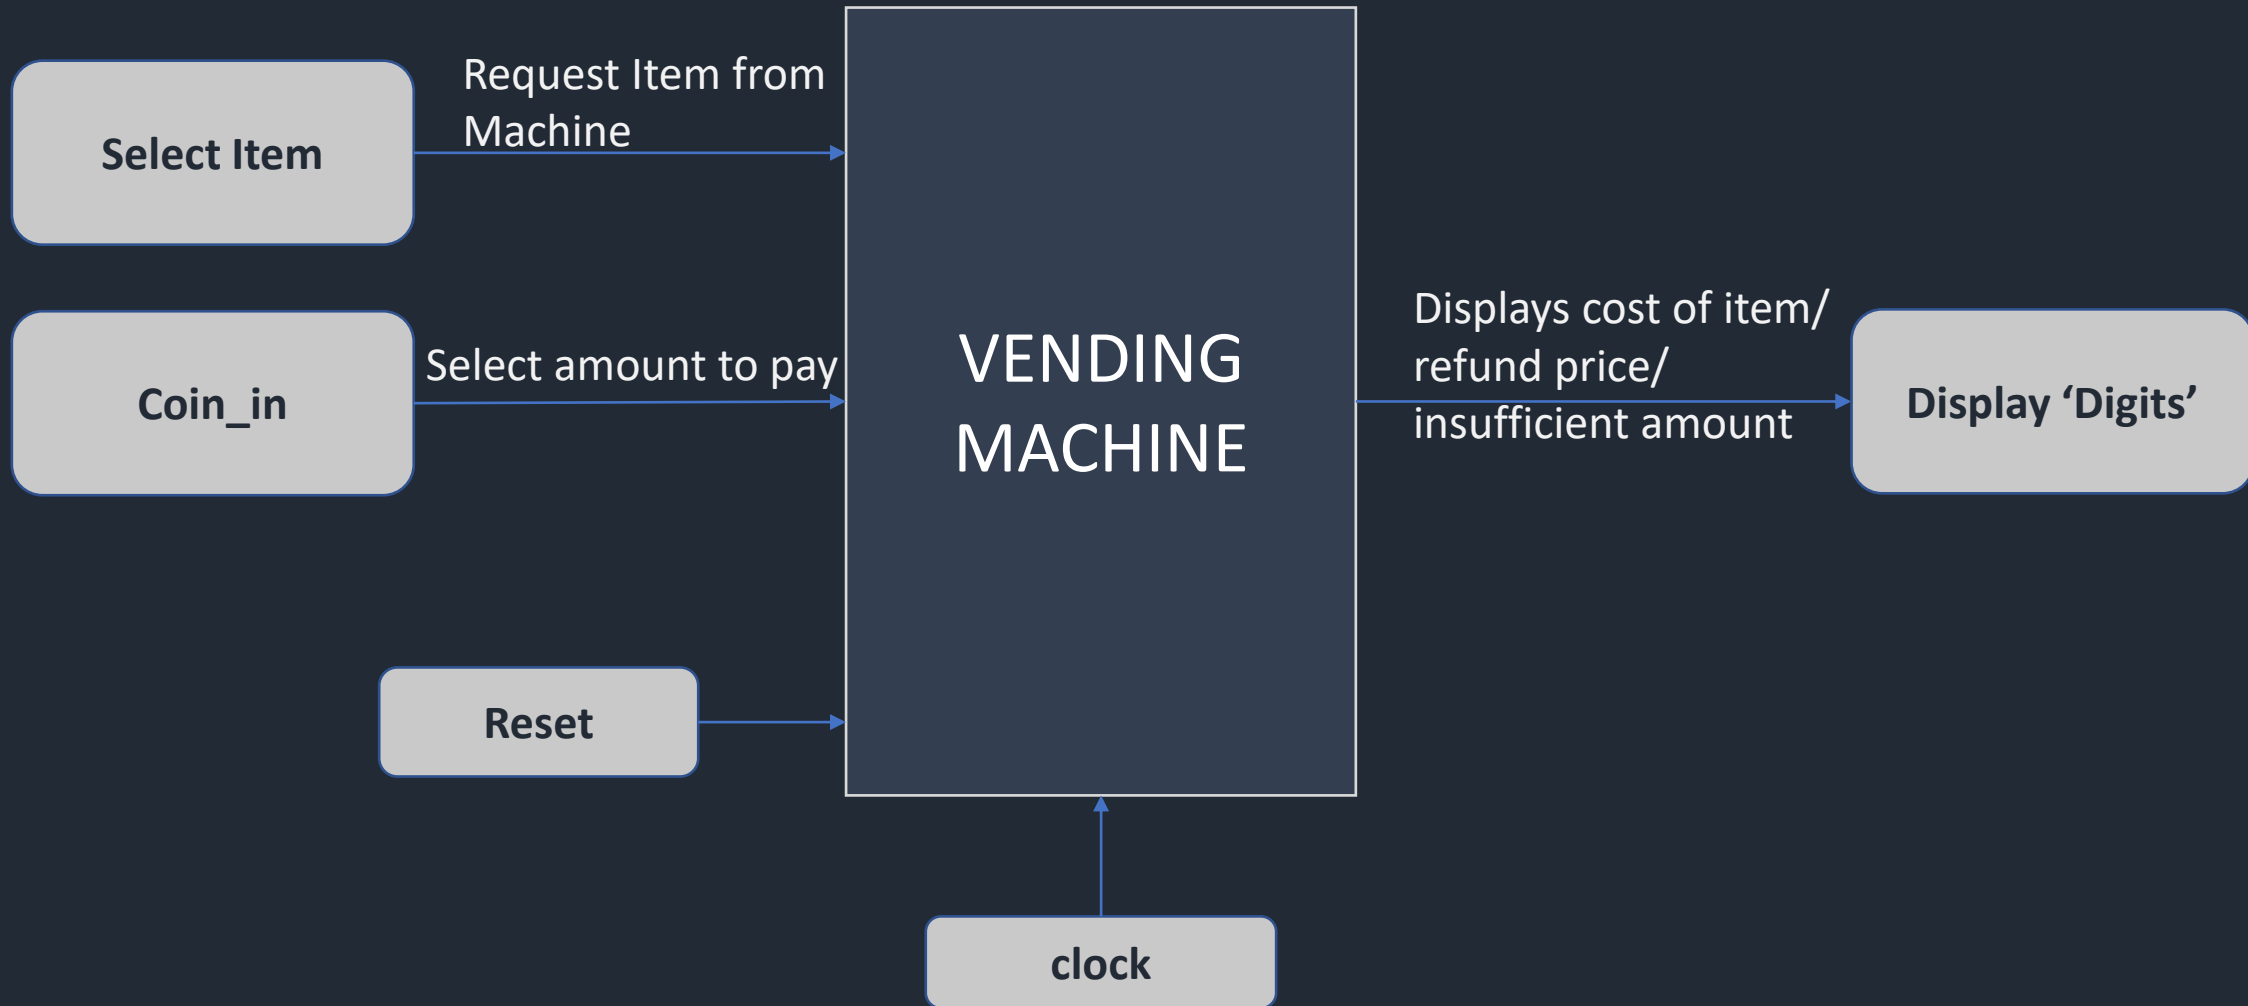 Select Item
Request Item from
Machine
Coin_in
Select amount to pay
VENDING
MACHINE
Displays cost of item/
refund price/
insufficient amount
Display ‘Digits’
Reset
clock